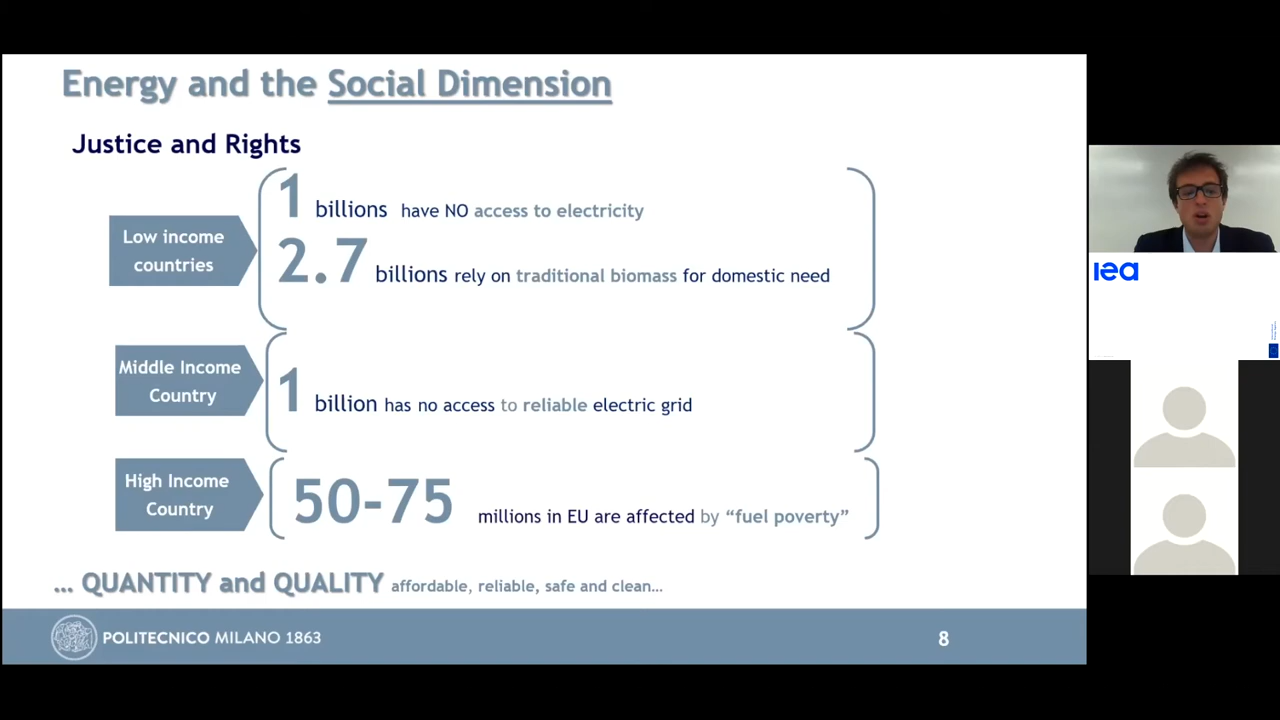 Energy and the Social Dimension
Justice and Rights
Low income
countries
1 billions have NO access to electricity
2.7 billions rely on traditional biomass for domestic need
Middle Income
Country
1 billion has no access to reliable electric grid
High Income
Country
50-75 millions in EU are affected by “fuel poverty”
... QUANTITY and QUALITY affordable, reliable, safe and clean…
POLITECNICO MILANO 1863
8
iea